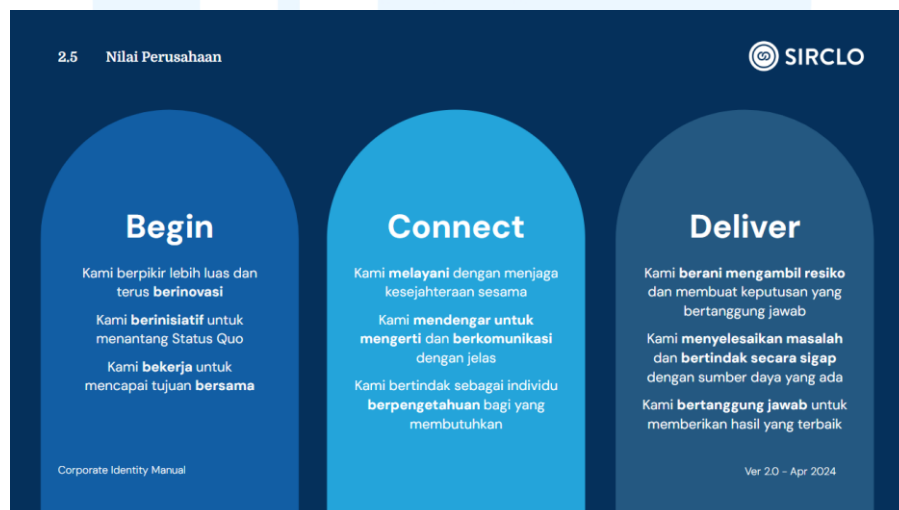 2.5 Nilai Perusahaan
SIRCLO
Begin
Kami berpikir lebih luas dan
terus berinovasi
Kami berinisiatif untuk
menantang Status Quo
Kami bekerja untuk
mencapai tujuan bersama
Connect
Kami melayani dengan menjaga
kesejahteraan sesama
Kami mendengar untuk
mengerti dan berkomunikasi
dengan jelas
Kami bertindak sebagai individu
berpengetahuan bagi yang
membutuhkan
Deliver
Kami berani mengambil resiko
dan membuat keputusan yang
bertanggung jawab
Kami menyelesaikan masalah
dan bertindak secara sigap
dengan sumber daya yang ada
Kami bertanggung jawab untuk
memberikan hasil yang terbaik
Corporate Identity Manual
Ver 2.0 - Apr 2024